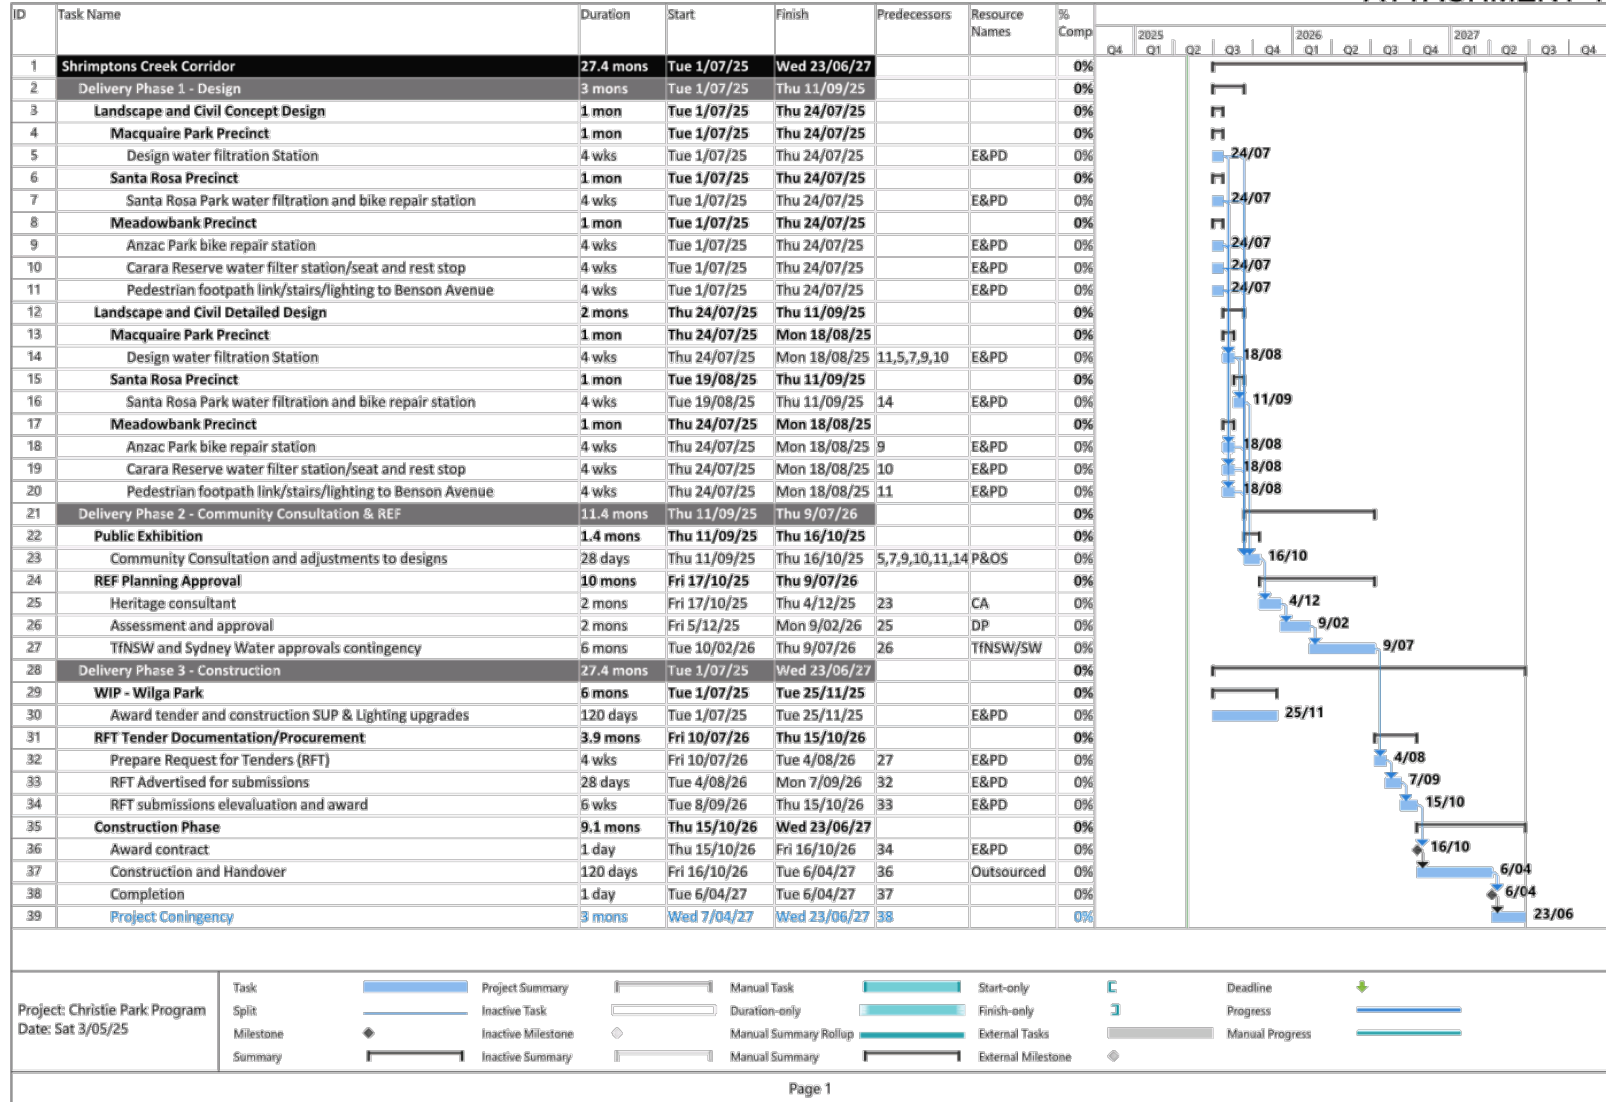 ID Task Name Duration Start Finish Predecessors Resource Names % Comp
2025 2026 2027
Q4 Q1 Q2 Q3 Q4 Q1 Q2 Q3 Q4 Q1 Q2 Q3 Q4
1 Shrimptons Creek Corridor 27.4 mons Tue 1/07/25 Wed 23/06/27 0%
2 Delivery Phase 1 - Design 3 mons Tue 1/07/25 Thu 11/09/25 0%
3 Landscape and Civil Concept Design 1 mon Tue 1/07/25 Thu 24/07/25 0%
4 Macquaire Park Precinct 1 mon Tue 1/07/25 Thu 24/07/25 0%
5 Design water filtration Station 4 wks Tue 1/07/25 Thu 24/07/25 E&PD 0% 24/07
6 Santa Rosa Precinct 1 mon Tue 1/07/25 Thu 24/07/25 0%
7 Santa Rosa Park water filtration and bike repair station 4 wks Tue 1/07/25 Thu 24/07/25 E&PD 0% 24/07
8 Meadowbank Precinct 1 mon Tue 1/07/25 Thu 24/07/25 0%
9 Anzac Park bike repair station 4 wks Tue 1/07/25 Thu 24/07/25 E&PD 0% 24/07
10 Carara Reserve water filter station/seat and rest stop 4 wks Tue 1/07/25 Thu 24/07/25 E&PD 0% 24/07
11 Pedestrian footpath link/stairs/lighting to Benson Avenue 4 wks Tue 1/07/25 Thu 24/07/25 E&PD 0% 24/07
12 Landscape and Civil Detailed Design 2 mons Thu 24/07/25 Thu 11/09/25 0%
13 Macquaire Park Precinct 1 mon Thu 24/07/25 Mon 18/08/25 0%
14 Design water filtration Station 4 wks Thu 24/07/25 Mon 18/08/25 11,5,7,9,10 E&PD 0% 18/08
15 Santa Rosa Precinct 1 mon Tue 19/08/25 Thu 11/09/25 0%
16 Santa Rosa Park water filtration and bike repair station 4 wks Tue 19/08/25 Thu 11/09/25 14 E&PD 0% 11/09
17 Meadowbank Precinct 1 mon Thu 24/07/25 Mon 18/08/25 0%
18 Anzac Park bike repair station 4 wks Thu 24/07/25 Mon 18/08/25 9 E&PD 0% 18/08
19 Carara Reserve water filter station/seat and rest stop 4 wks Thu 24/07/25 Mon 18/08/25 10 E&PD 0% 18/08
20 Pedestrian footpath link/stairs/lighting to Benson Avenue 4 wks Thu 24/07/25 Mon 18/08/25 11 E&PD 0% 18/08
21 Delivery Phase 2 - Community Consultation & REF 11.4 mons Thu 11/09/25 Thu 9/07/26 0%
22 Public Exhibition 1.4 mons Thu 11/09/25 Thu 16/10/25 0%
23 Community Consultation and adjustments to designs 28 days Thu 11/09/25 Thu 16/10/25 5,7,9,10,11,14 P&OS 0% 16/10
24 REF Planning Approval 10 mons Fri 17/10/25 Thu 9/07/26 0%
25 Heritage consultant 2 mons Fri 17/10/25 Thu 4/12/25 23 CA 0% 4/12
26 Assessment and approval 2 mons Fri 5/12/25 Mon 9/02/26 25 DP 0% 9/02
27 TfNSW and Sydney Water approvals contingency 6 mons Tue 10/02/26 Thu 9/07/26 26 TfNSW/SW 0% 9/07
28 Delivery Phase 3 - Construction 27.4 mons Tue 1/07/25 Wed 23/06/27 0%
29 WIP - Wilga Park 6 mons Tue 1/07/25 Tue 25/11/25 0%
30 Award tender and construction SUP & Lighting upgrades 120 days Tue 1/07/25 Tue 25/11/25 E&PD 0% 25/11
31 RFT Tender Documentation/Procurement 3.9 mons Fri 10/07/26 Thu 15/10/26 0%
32 Prepare Request for Tenders (RFT) 4 wks Fri 10/07/26 Tue 4/08/26 27 E&PD 0% 4/08
33 RFT Advertised for submissions 28 days Tue 4/08/26 Mon 7/09/26 32 E&PD 0% 7/09
34 RFT submissions elevaluation and award 6 wks Tue 8/09/26 Thu 15/10/26 33 E&PD 0% 15/10
35 Construction Phase 9.1 mons Thu 15/10/26 Wed 23/06/27 0%
36 Award contract 1 day Thu 15/10/26 Fri 16/10/26 34 E&PD 0% 16/10
37 Construction and Handover 120 days Fri 16/10/26 Tue 6/04/27 36 Outsourced 0% 6/04
38 Completion 1 day Tue 6/04/27 Tue 6/04/27 37 0% 6/04
39 Project Coningency 3 mons Wed 7/04/27 Wed 23/06/27 38 0% 23/06
Project: Christie Park Program
Date: Sat 3/05/25
Task Project Summary Manual Task Start-only Deadline
Split Inactive Task Duration-only Finish-only Progress
Milestone Inactive Milestone Manual Summary Rollup External Tasks Manual Progress
Summary Inactive Summary Manual Summary External Milestone
Page 1